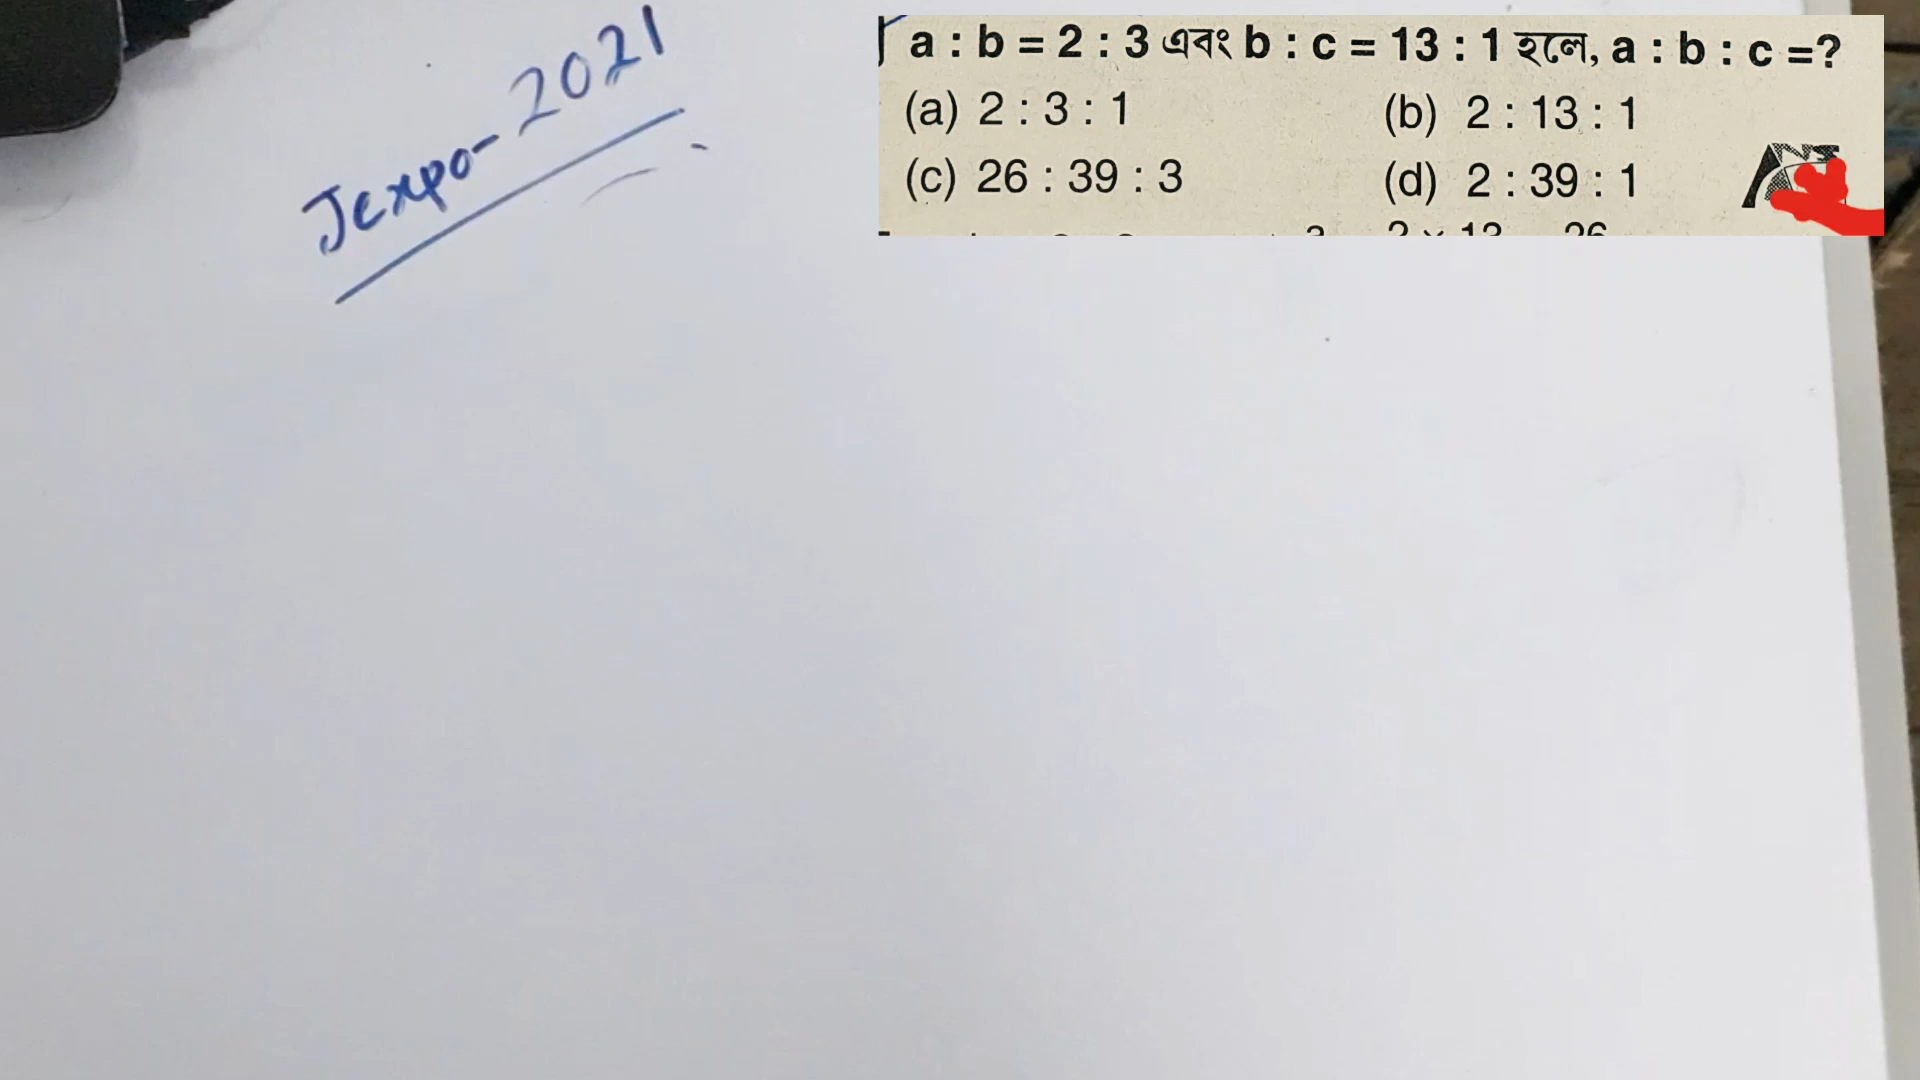 Jexpo-2021
a : b = 2 : 3 এবং b : c = 13 : 1 হলে, a : b : c =?
(a) 2 : 3 : 1 (b) 2 : 13 : 1
(c) 26 : 39 : 3 (d) 2 : 39 : 1